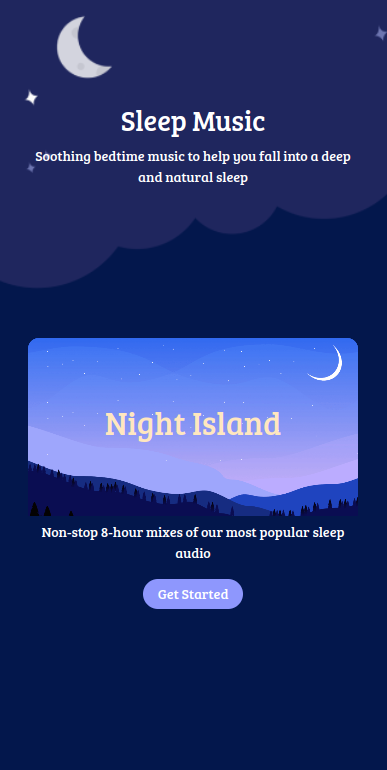 Sleep Music
Soothing bedtime music to help you fall into a deep
and natural sleep
Night Island
Non-stop 8-hour mixes of our most popular sleep
audio
Get Started